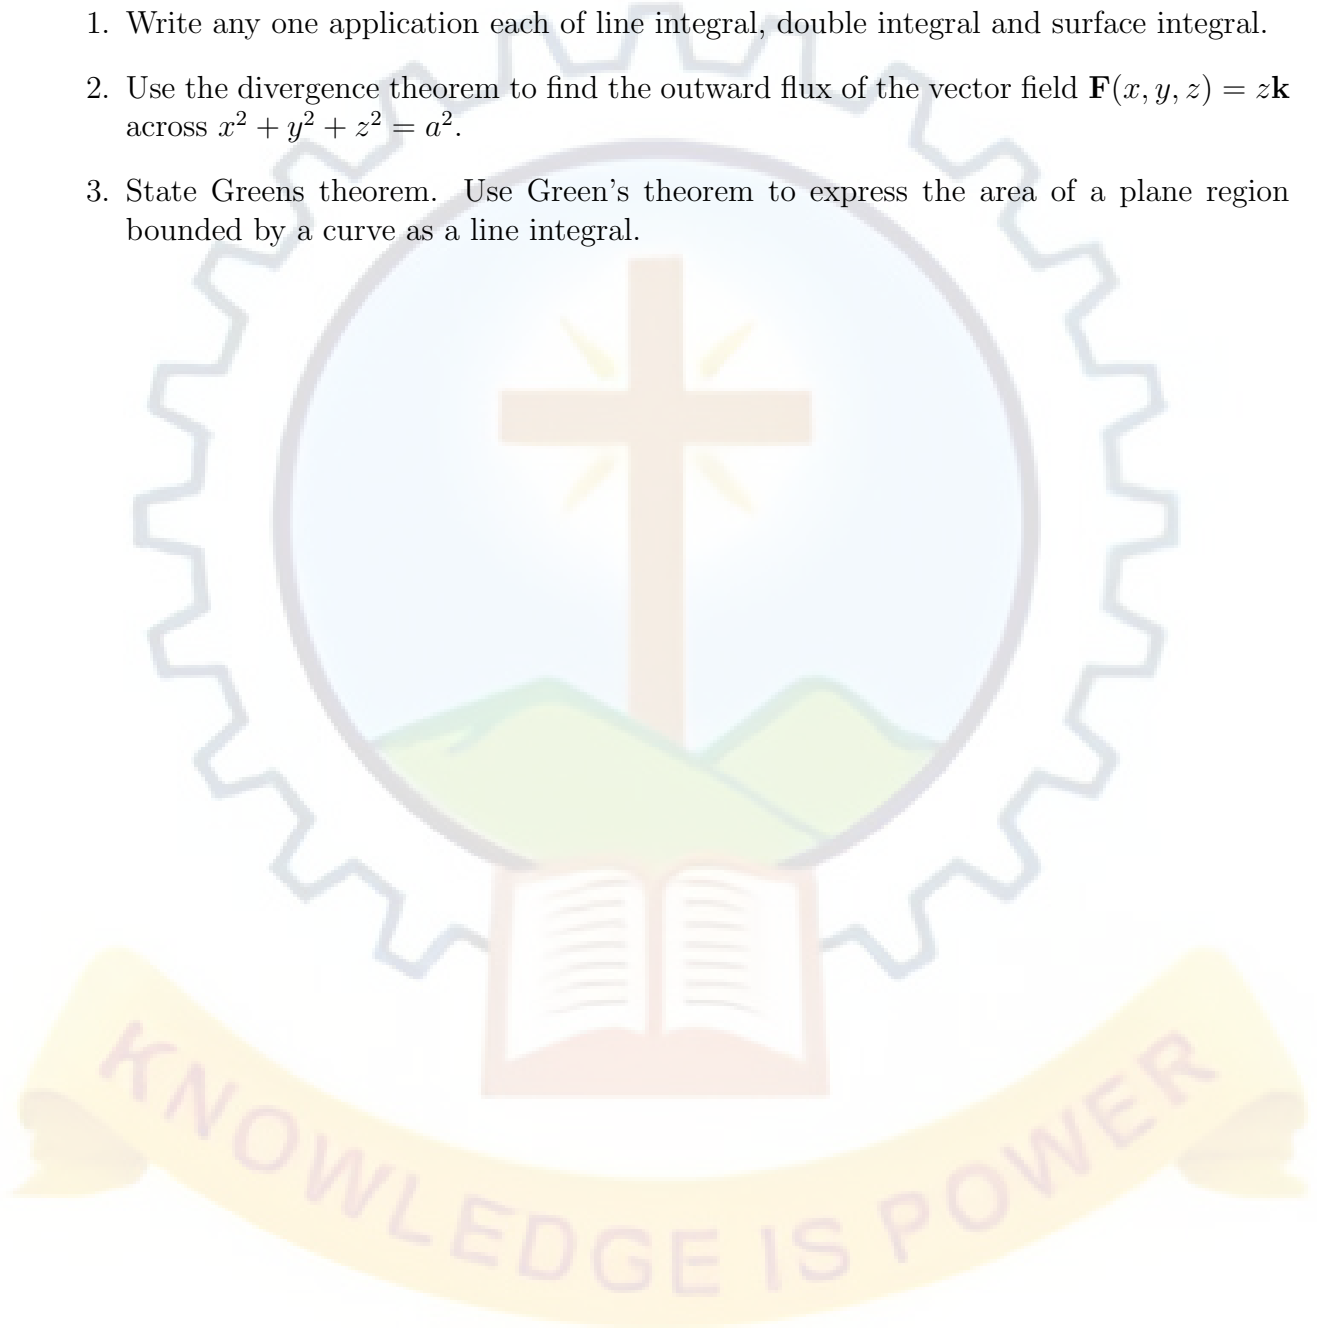 1. Write any one application each of line integral, double integral and surface integral.
2. Use the divergence theorem to find the outward flux of the vector field F(x, y, z) = zk
across x² + y² + z² = a².
3. State Greens theorem. Use Green's theorem to express the area of a plane region
bounded by a curve as a line integral.
KNOWLEDGE IS POWER